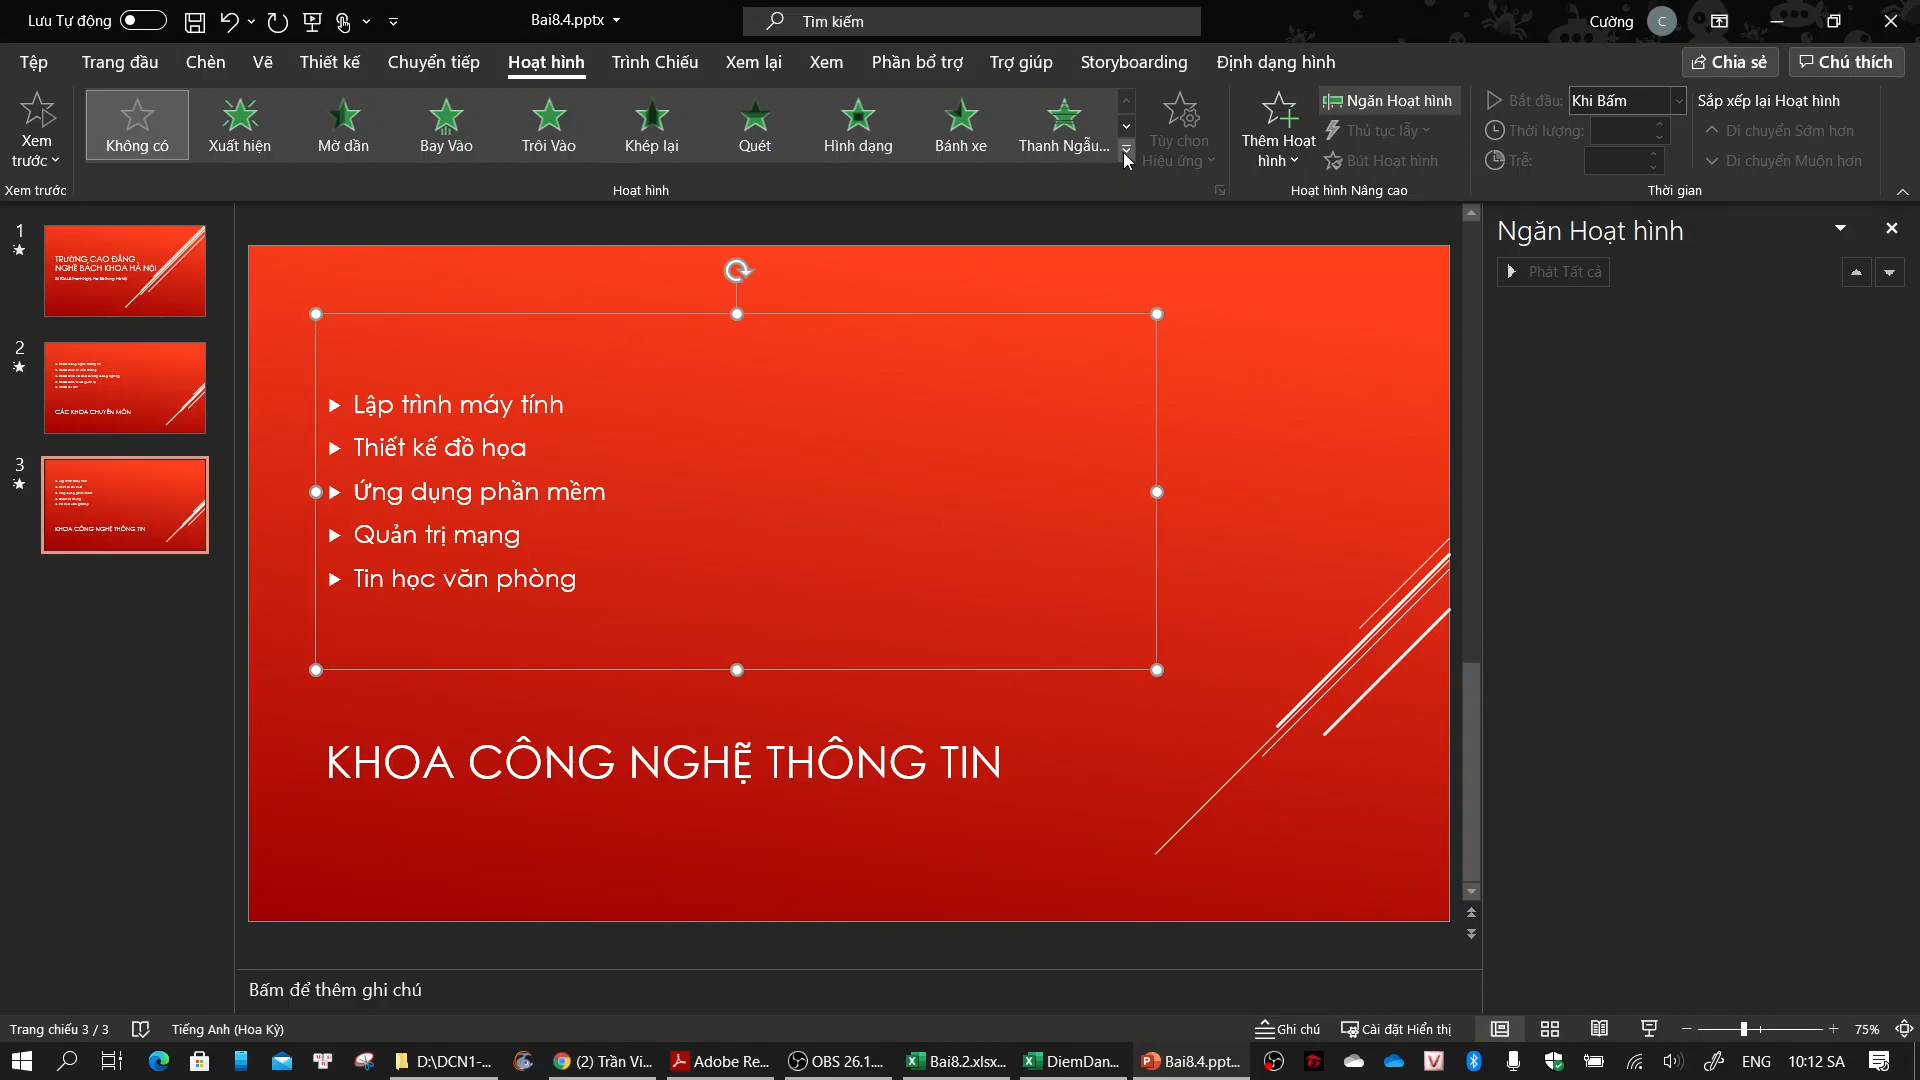 Lưu Tự động
Bai8.4.pptx
Tìm kiếm
Cường
C
Tệp Trang đầu Chèn Vẽ Thiết kế Chuyển tiếp Hoạt hình Trình Chiếu Xem lại Xem Phần bổ trợ Trợ giúp Storyboarding Định dạng hình
Chia sẻ
Chú thích
Xem trước
Không có
Xuất hiện
Mờ dần
Bay Vào
Trôi Vào
Khép lại
Quét
Hình dạng
Bánh xe
Thanh Ngẫu...
Tùy chọn
Hiệu ứng
Thêm Hoạt
hình
Ngăn Hoạt hình
Thủ tục lẫy
Bút Hoạt hình
Bắt đầu: Khi Bấm
Thời lượng:
Trễ:
Sắp xếp lại Hoạt hình
Di chuyển Sớm hơn
Di chuyển Muộn hơn
Xem trước
Hoạt hình
Hoạt hình Nâng cao
Thời gian
1
TRƯỜNG CAO ĐẲNG
NGHỀ BÁCH KHOA HÀ NỘI
2
CÁC KHOA CHUYÊN MÔN
3
KHOA CÔNG NGHỆ THÔNG TIN
Lập trình máy tính
Thiết kế đồ họa
Ứng dụng phần mềm
Quản trị mạng
Tin học văn phòng
KHOA CÔNG NGHỆ THÔNG TIN
Ngăn Hoạt hình
Phát Tất cả
Bấm để thêm ghi chú
Trang chiếu 3 / 3
Tiếng Anh (Hoa Kỳ)
Ghi chú
Cài đặt Hiển thị
75%
D:\DCN1-...
(2) Trần Vi...
Adobe Re...
OBS 26.1....
Bai8.2.xlsx...
DiemDan...
Bai8.4.ppt...
ENG
10:12 SA